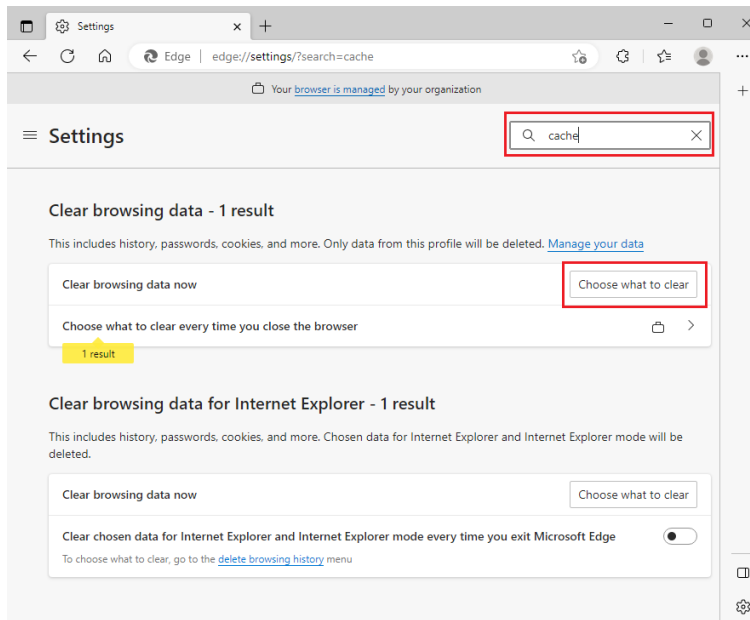 Settings
Edge | edge://settings/?search=cache
Your browser is managed by your organization
Settings
cache
Clear browsing data - 1 result
This includes history, passwords, cookies, and more. Only data from this profile will be deleted. Manage your data
Clear browsing data now
Choose what to clear
Choose what to clear every time you close the browser
1 result
Clear browsing data for Internet Explorer - 1 result
This includes history, passwords, cookies, and more. Chosen data for Internet Explorer and Internet Explorer mode will be
deleted.
Clear browsing data now
Choose what to clear
Clear chosen data for Internet Explorer and Internet Explorer mode every time you exit Microsoft Edge
To choose what to clear, go to the delete browsing history menu